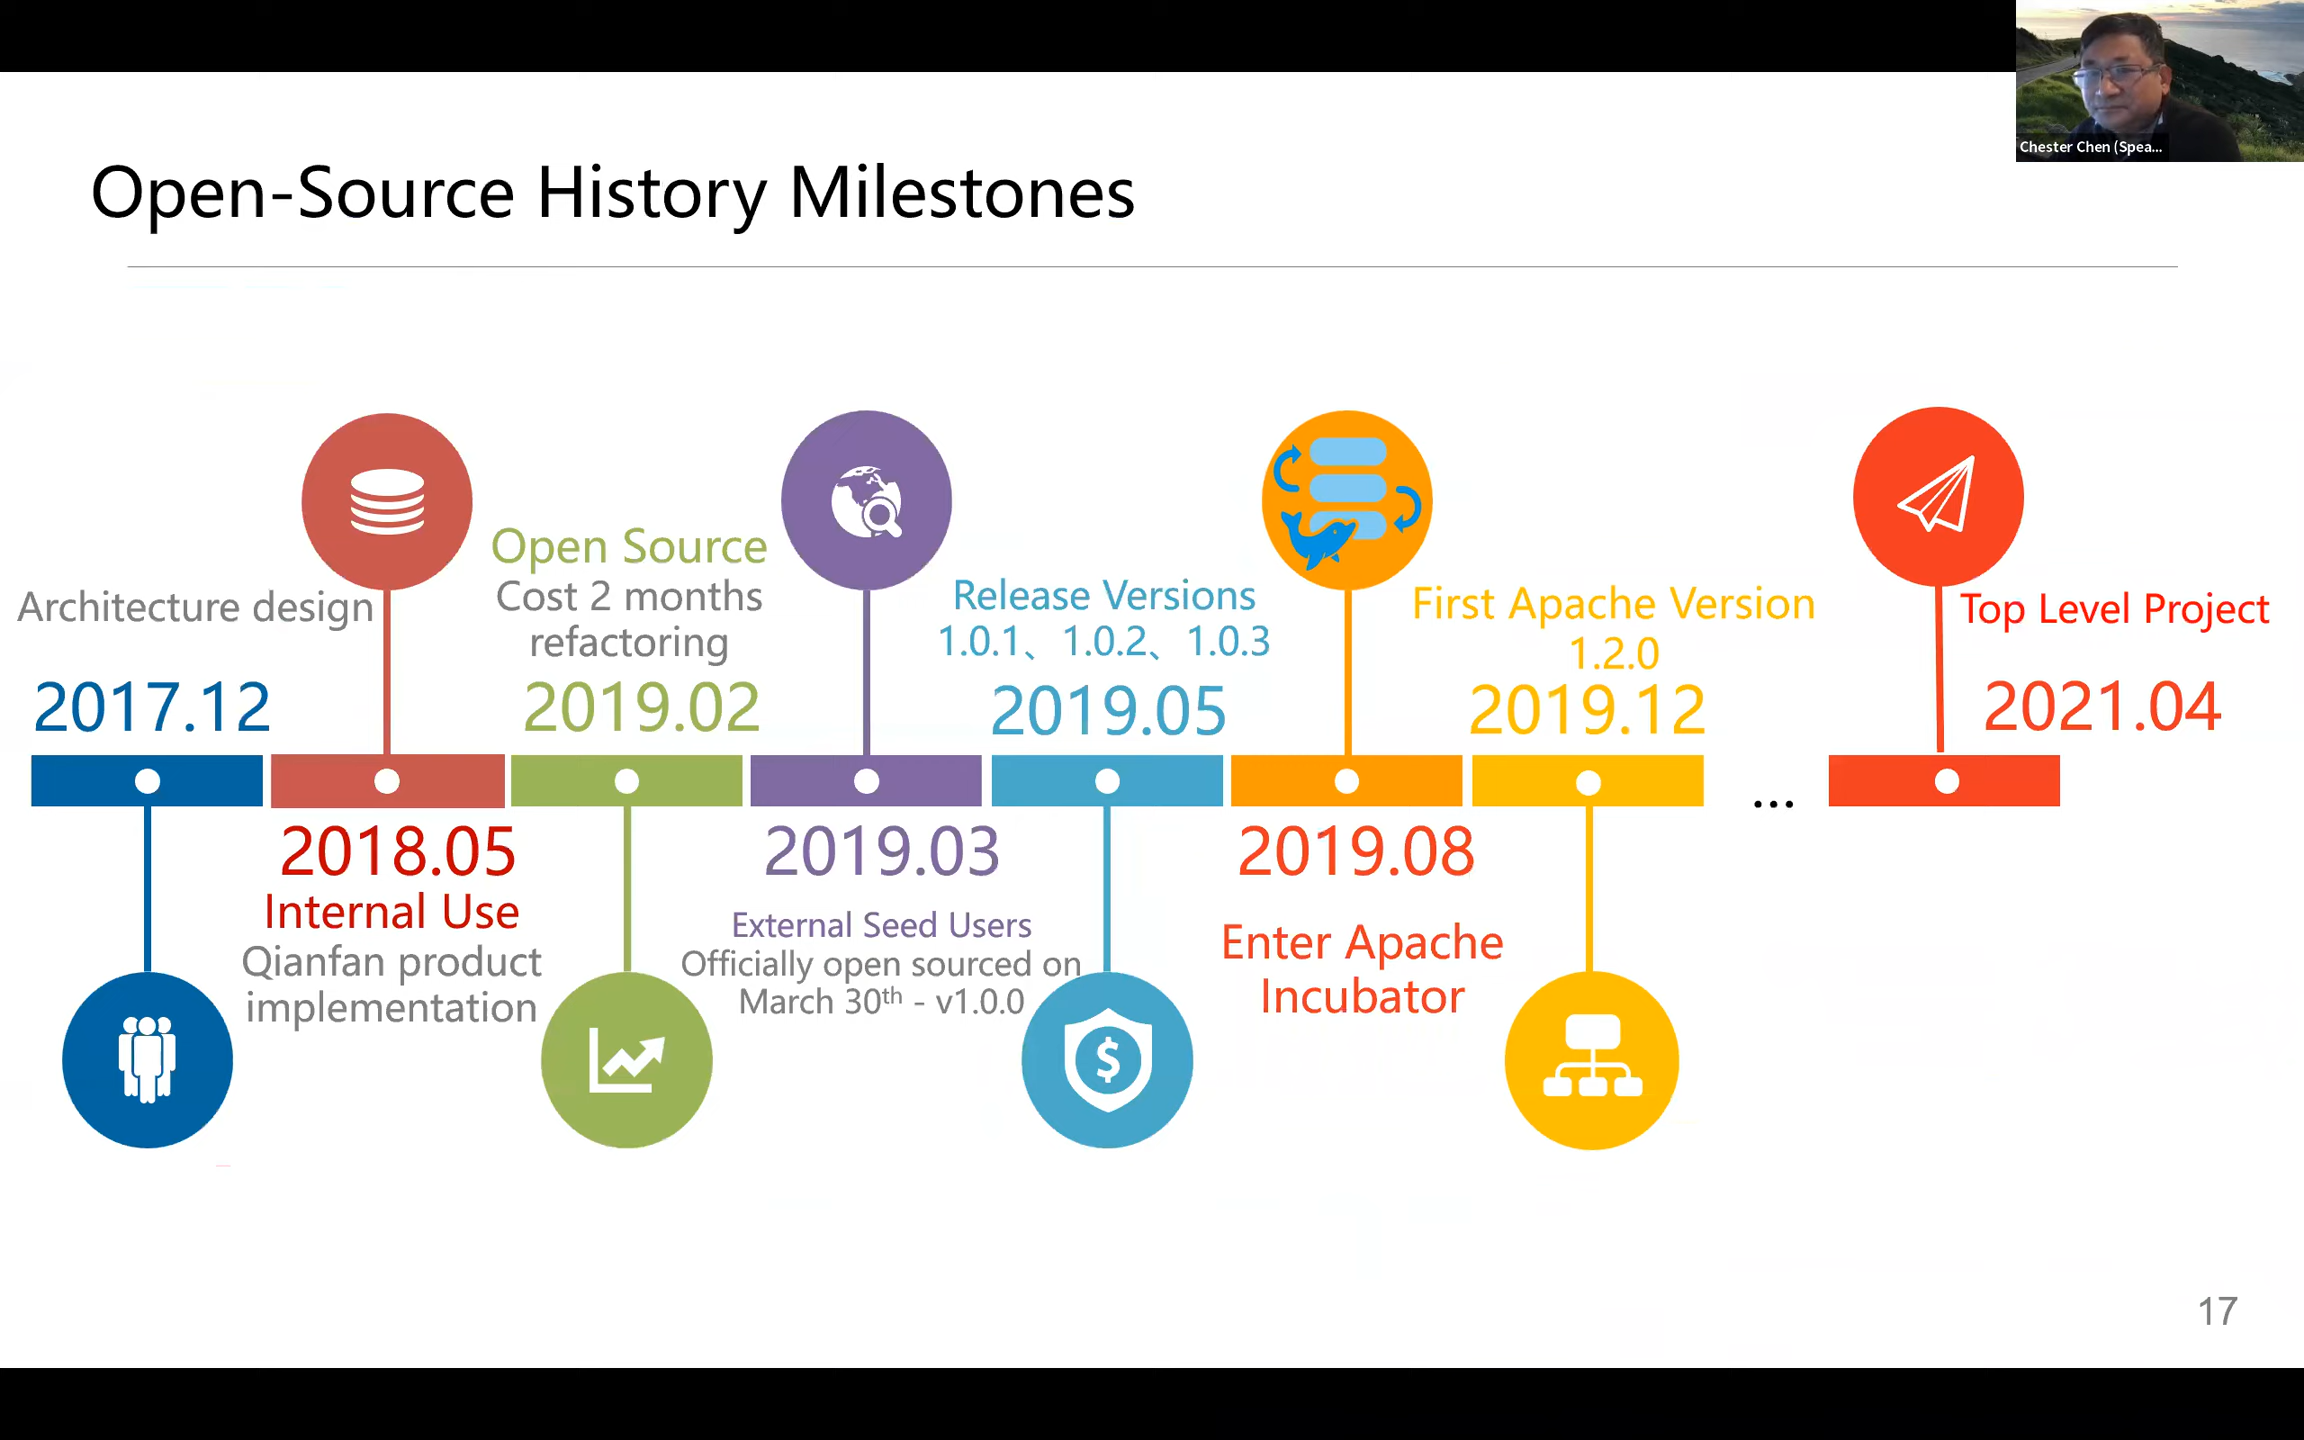 Chester Chen (Spea...
Open-Source History Milestones
Architecture design
2017.12
2018.05
Internal Use
Qianfan product
implementation
Open Source
Cost 2 months
refactoring
2019.02
2019.03
External Seed Users
Officially open sourced on
March 30th - v1.0.0
Release Versions
1.0.1、1.0.2、1.0.3
2019.05
2019.08
Enter Apache
Incubator
First Apache Version
1.2.0
2019.12
...
Top Level Project
2021.04
$
17